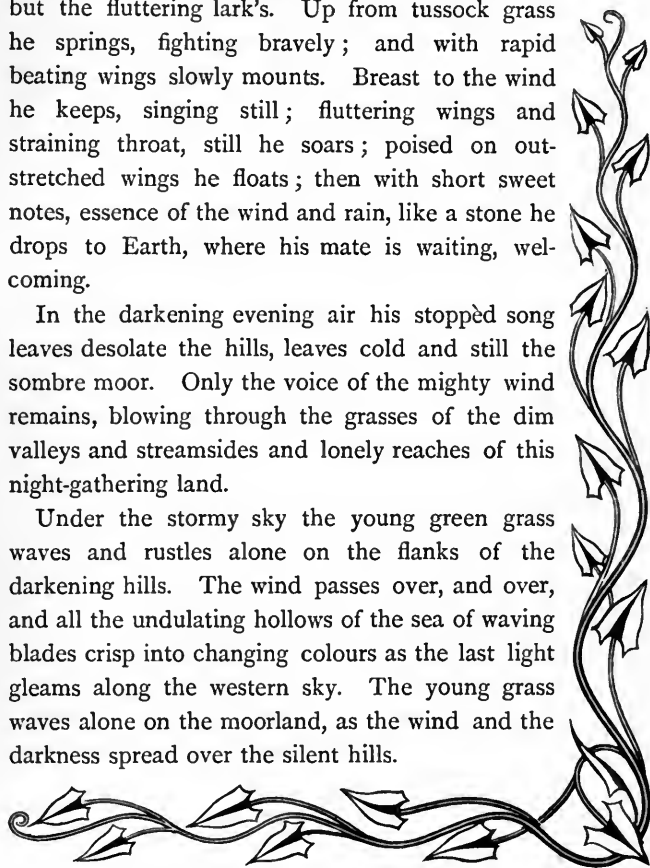 but the fluttering lark's. Up from tussock grass
he springs, fighting bravely; and with rapid
beating wings slowly mounts. Breast to the wind
he keeps, singing still; fluttering wings and
straining throat, still he soars; poised on out-
stretched wings he floats; then with short sweet
notes, essence of the wind and rain, like a stone he
drops to Earth, where his mate is waiting, wel-
coming.
In the darkening evening air his stoppèd song
leaves desolate the hills, leaves cold and still the
sombre moor. Only the voice of the mighty wind
remains, blowing through the grasses of the dim
valleys and streamsides and lonely reaches of this
night-gathering land.
Under the stormy sky the young green grass
waves and rustles alone on the flanks of the
darkening hills. The wind passes over, and over,
and all the undulating hollows of the sea of waving
blades crisp into changing colours as the last light
gleams along the western sky. The young grass
waves alone on the moorland, as the wind and the
darkness spread over the silent hills.